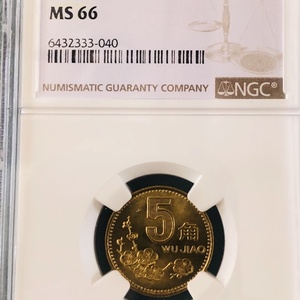 MS 66
6432333-040
NUMISMATIC GUARANTY COMPANY
NGC®
5角
WU JIAO